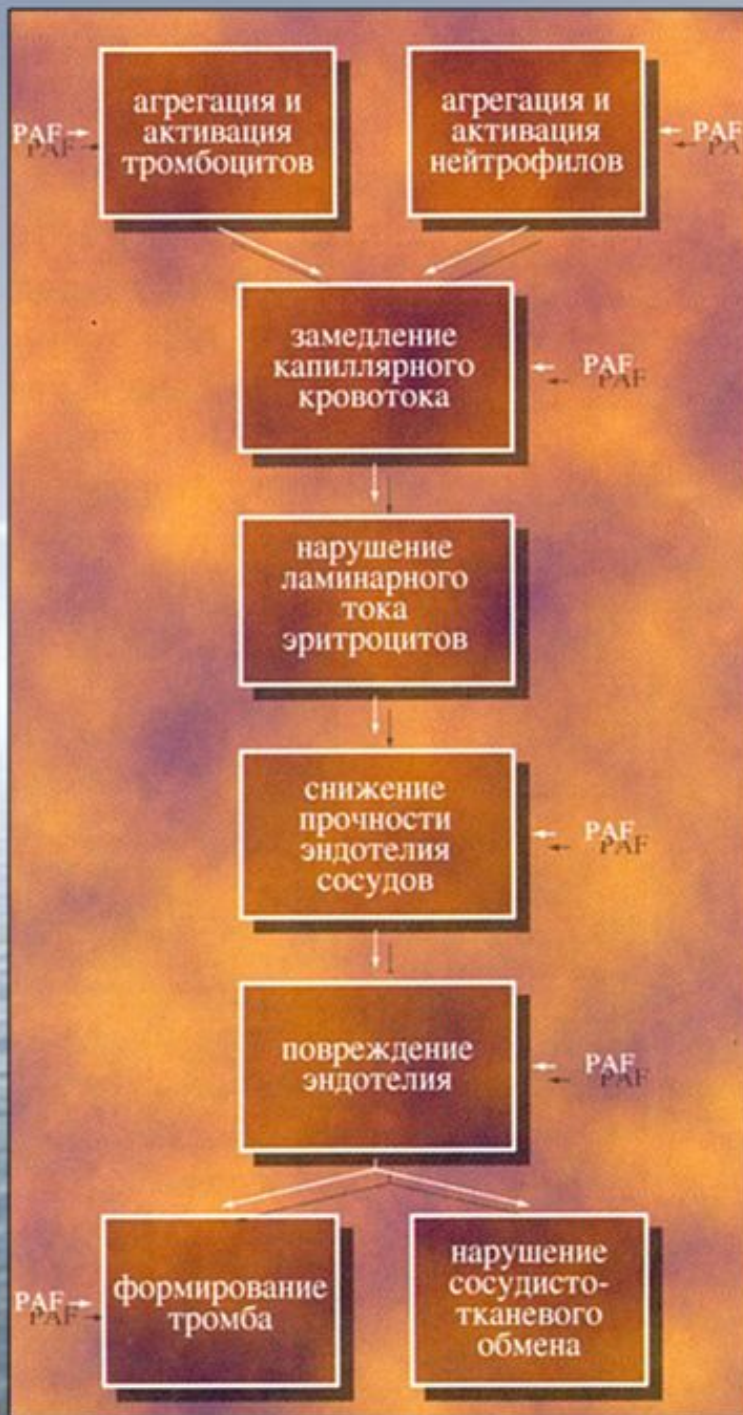 агрегация и
активация
тромбоцитов
PAF
агрегация и
активация
нейтрофилов
PAF
замедление
капиллярного
кровотока
PAF
нарушение
ламинарного
тока
эритроцитов
снижение
прочности
эндотелия
сосудов
PAF
повреждение
эндотелия
PAF
формирование
тромба
PAF
нарушение
сосудисто-
тканевого
обмена